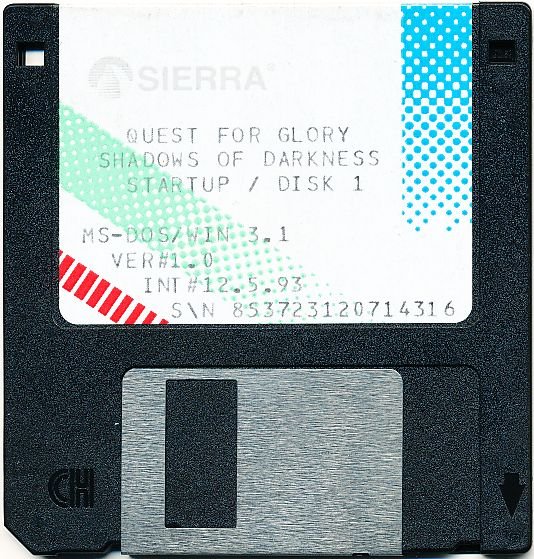 SIERRA®
QUEST FOR GLORY
SHADOWS OF DARKNESS
STARTUP / DISK 1
MS-DOS/WIN 3.1
VER#1.0
INT#12.5.93
S\N 853723120714316
CH